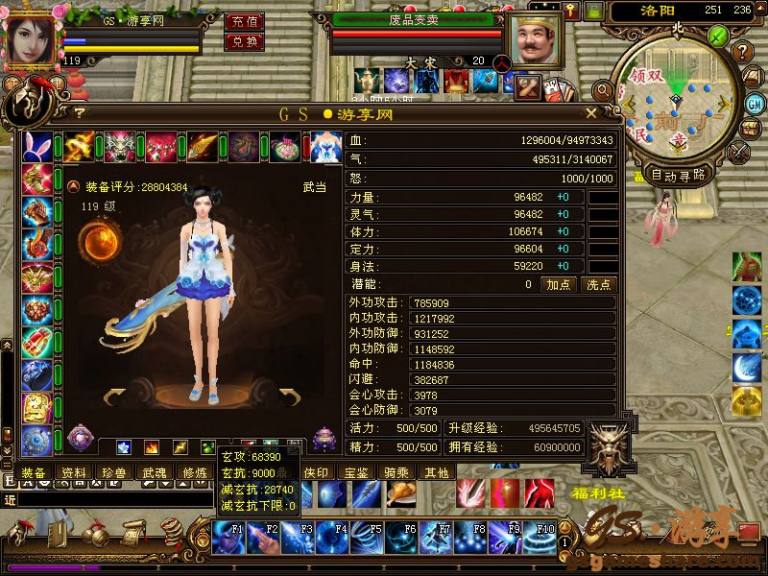 GS·游享网
充值
兑换
119
废品变卖
大宋
20
洛阳 251 236
北
GM
自动寻路
? GS●游享网
装备评分:28804384 武当
119 级
血: 1296004/94973343
气: 495311/3140067
怒: 1000/1000
力量: 96482 +0
灵气: 96482 +0
体力: 106674 +0
定力: 96604 +0
身法: 59220 +0
潜能: 0 加点 洗点
外功攻击: 785909
内功攻击: 1217992
外功防御: 931252
内功防御: 1148592
命中: 1184836
闪避: 382687
会心攻击: 3978
会心防御: 3079
活力: 500/500 升级经验: 495645705
精力: 500/500 拥有经验: 60900000
玄攻:68390
玄抗:9000
减玄抗:28740
减玄抗下限:0
装备 资料 珍兽 武魂 修炼 侠印 宝鉴 骑乘 其他
近
福利社
F1 F2 F3 F4 F5 F6 F7 F8 F9 F10
1
GS·游享